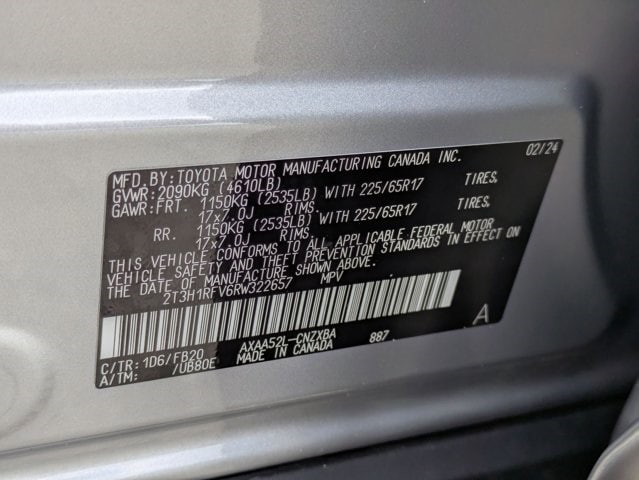 MFD.BY:TOYOTA MOTOR MANUFACTURING CANADA INC. 02/24
GVWR:2090KG (4610LB)
GAWR:FRT. 1150KG (2535LB) WITH 225/65R17 TIRES,
17x7.0J RIMS,
RR. 1150KG (2535LB) WITH 225/65R17 TIRES,
17x7.0J RIMS.
THIS VEHICLE CONFORMS TO ALL APPLICABLE FEDERAL MOTOR
VEHICLE SAFETY AND THEFT PREVENTION STANDARDS IN EFFECT ON
THE DATE OF MANUFACTURE SHOWN ABOVE.
2T3H1RFV6RW322657 MPV
A
C/TR:1D6/FB20 AXAA52L-CNZXBA 887
A/TM: /UB80E MADE IN CANADA